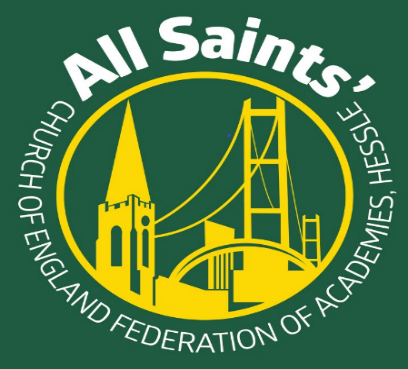 All Saints'
CHURCH OF ENGLAND FEDERATION OF ACADEMIES, HESSLE